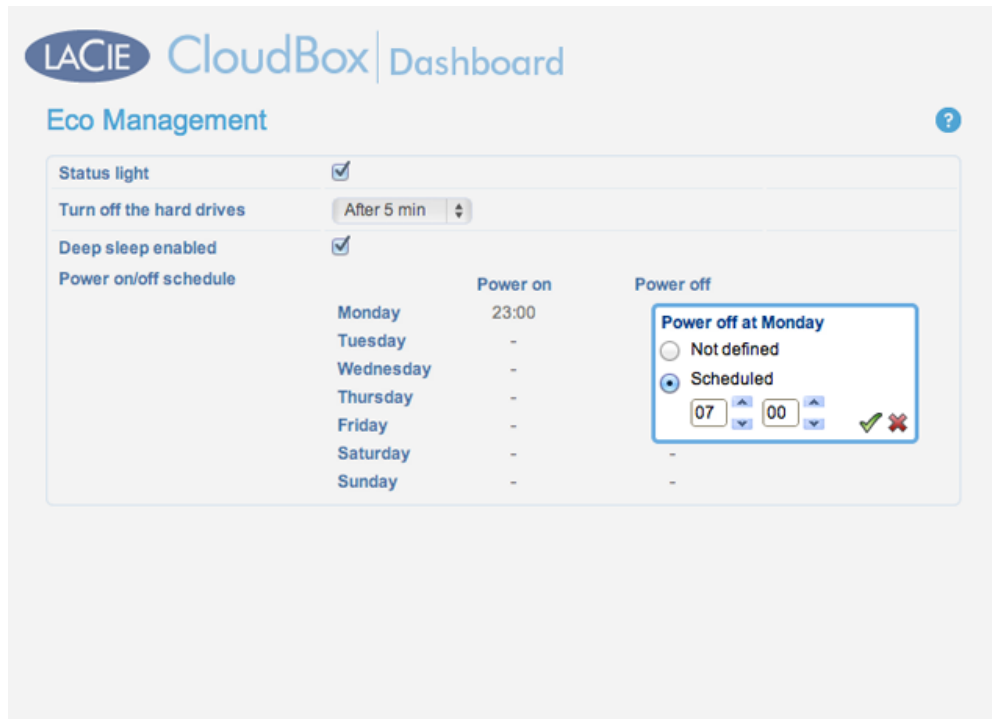 LACIE CloudBox Dashboard
Eco Management ?
Status light
Turn off the hard drives After 5 min
Deep sleep enabled
Power on/off schedule
Power on Power off
Monday 23:00
Tuesday -
Wednesday -
Thursday -
Friday -
Saturday - -
Sunday - -
Power off at Monday
Not defined
Scheduled
07 00